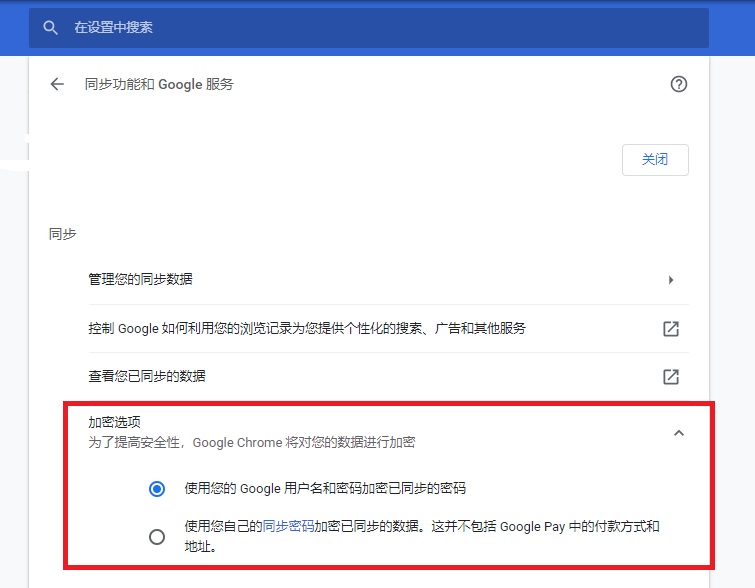 在设置中搜索
同步功能和 Google 服务
关闭
同步
管理您的同步数据
控制 Google 如何利用您的浏览记录为您提供个性化的搜索、广告和其他服务
查看您已同步的数据
加密选项
为了提高安全性，Google Chrome 将对您的数据进行加密
使用您的 Google 用户名和密码加密已同步的密码
使用您自己的同步密码加密已同步的数据。这并不包括 Google Pay 中的付款方式和
地址。